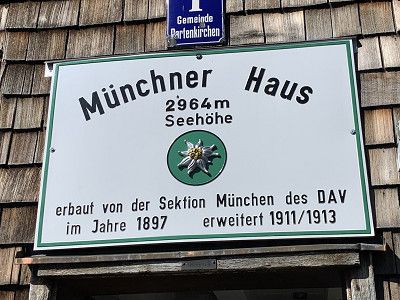 1
Gemeinde
Partenkirchen
Münchner Haus
2964m
Seehöhe
erbaut von der Sektion München des DAV
im Jahre 1897 erweitert 1911/1913